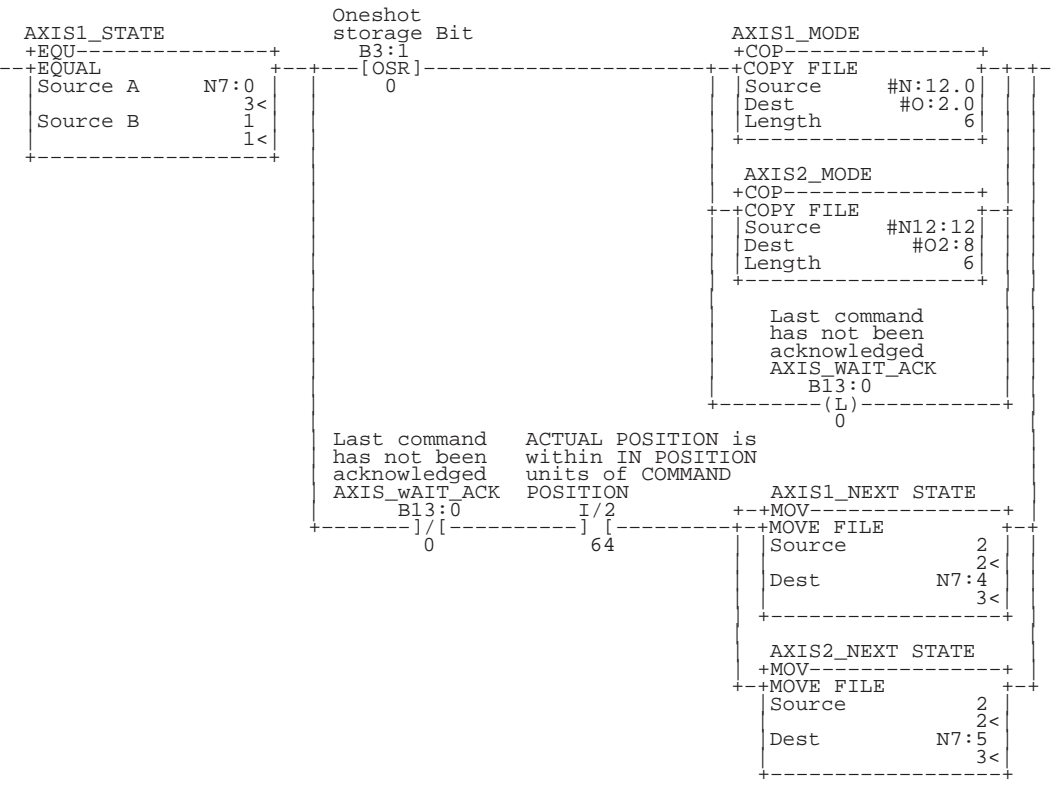 Oneshot
AXIS1_STATE storage Bit AXIS1_MODE
+EQU---------------+ B3:1 +COP---------------+
--+EQUAL +--+---[OSR]----------------------+-+COPY FILE +-+-+-
Source A N7:0 0 Source #N:12.0
3< Dest #O:2.0
Source B 1 Length 6
1<
AXIS2_MODE
+COP---------------+
+-+COPY FILE +-+
Source #N12:12
Dest #O2:8
Length 6
Last command
has not been
acknowledged
AXIS_WAIT_ACK
B13:0
+--------(L)-----------+
0
Last command ACTUAL POSITION is
has not been within IN POSITION
acknowledged units of COMMAND
AXIS_wAIT_ACK POSITION AXIS1_NEXT STATE
B13:0 I/2 +-+MOV----------------+
+-------]/[----------] [---------+-+MOVE FILE +-+
0 64 Source 2
2<
Dest N7:4
3<
AXIS2_NEXT STATE
+MOV---------------+
+-+MOVE FILE +-+
Source 2
2<
Dest N7:5
3<